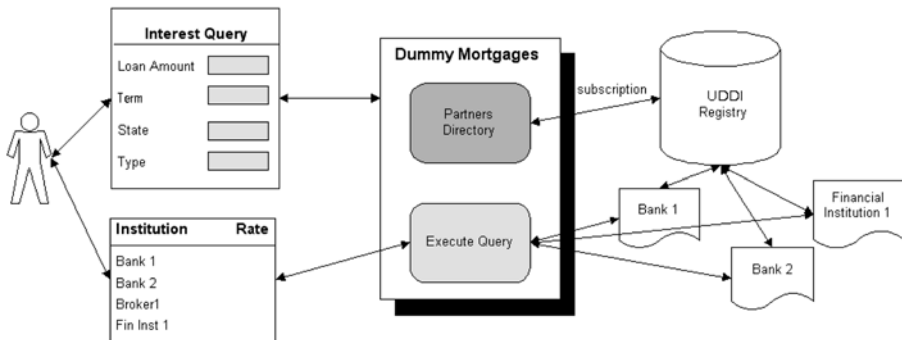 Interest Query
Loan Amount
Term
State
Type
Institution Rate
Bank 1
Bank 2
Broker1
Fin Inst 1
Dummy Mortgages
Partners
Directory
Execute Query
subscription
UDDI
Registry
Bank 1
Financial
Institution 1
Bank 2